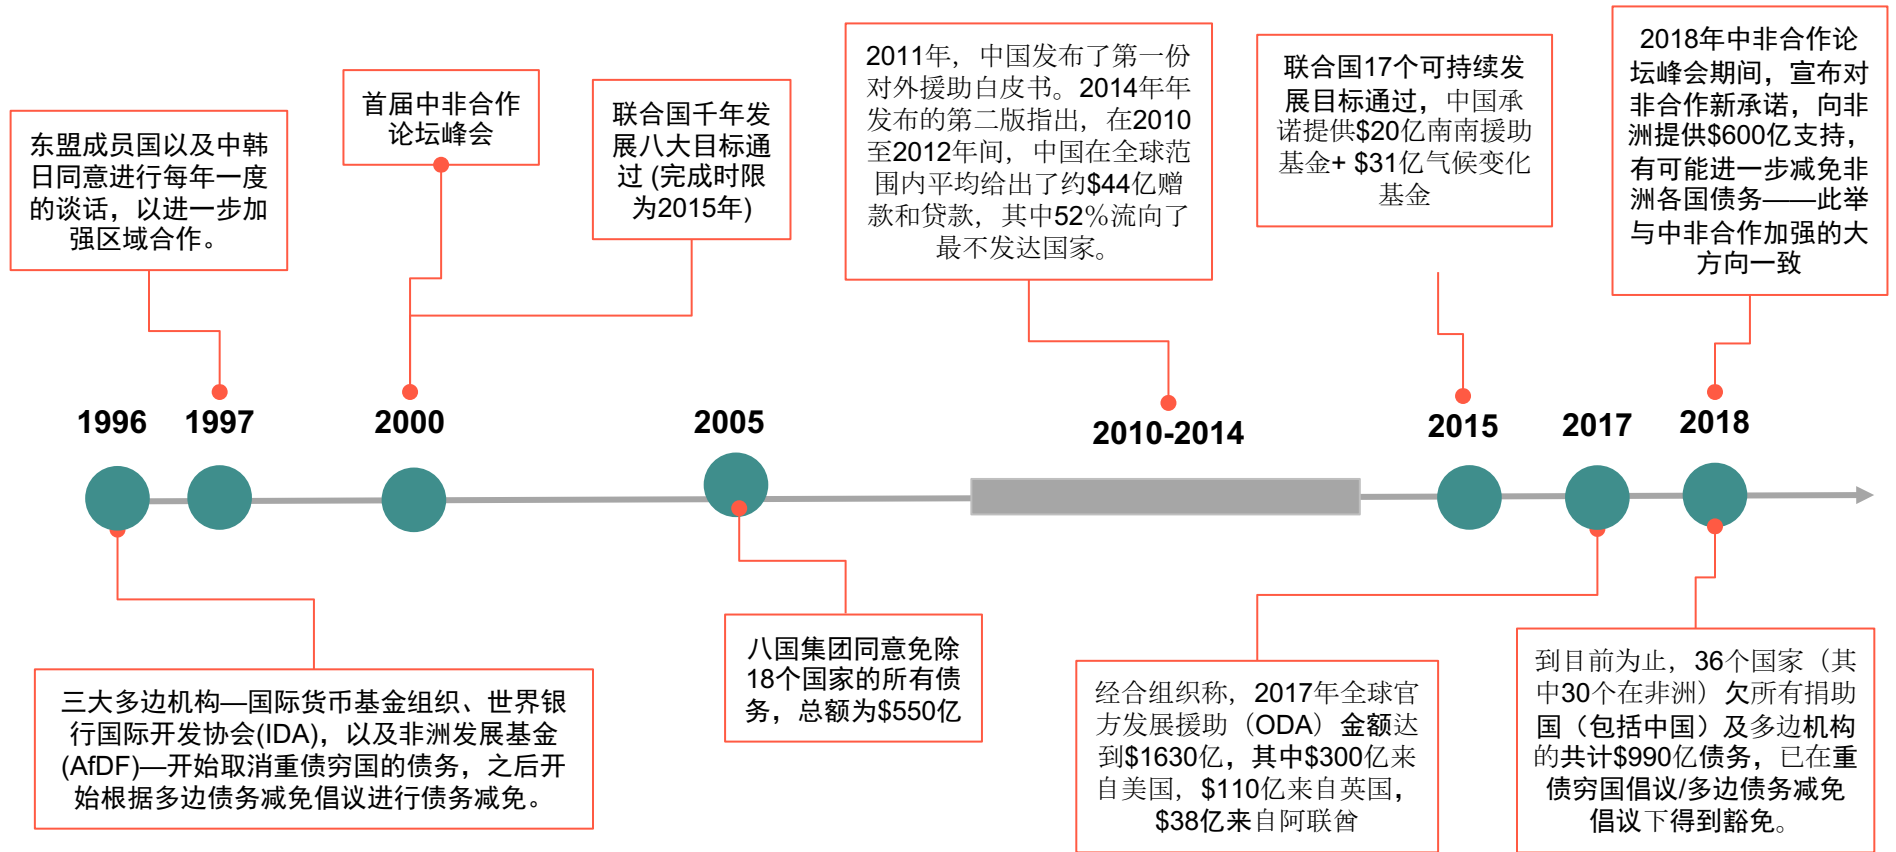 东盟成员国以及中韩
日同意进行每年一度
的谈话，以进一步加
强区域合作。
首届中非合作
论坛峰会
联合国千年发
展八大目标通
过 (完成时限
为2015年)
2011年，中国发布了第一份
对外援助白皮书。2014年年
发布的第二版指出，在2010
至2012年间，中国在全球范
围内平均给出了约$44亿赠
款和贷款，其中52%流向了
最不发达国家。
联合国17个可持续发
展目标通过，中国承
诺提供$20亿南南援助
基金+ $31亿气候变化
基金
2018年中非合作论
坛峰会期间，宣布对
非合作新承诺，向非
洲提供$600亿支持，
有可能进一步减免非
洲各国债务——此举
与中非合作加强的大
方向一致
1996
1997
2000
2005
2010-2014
2015
2017
2018
三大多边机构—国际货币基金组织、世界银
行国际开发协会(IDA)，以及非洲发展基金
(AfDF)—开始取消重债穷国的债务，之后开
始根据多边债务减免倡议进行债务减免。
八国集团同意免除
18个国家的所有债
务，总额为$550亿
经合组织称，2017年全球官
方发展援助（ODA）金额达
到$1630亿，其中$300亿来
自美国，$110亿来自英国，
$38亿来自阿联酋
到目前为止，36个国家（其
中30个在非洲）欠所有捐助
国（包括中国）及多边机构
的共计$990亿债务，已在重
债穷国倡议/多边债务减免
倡议下得到豁免。